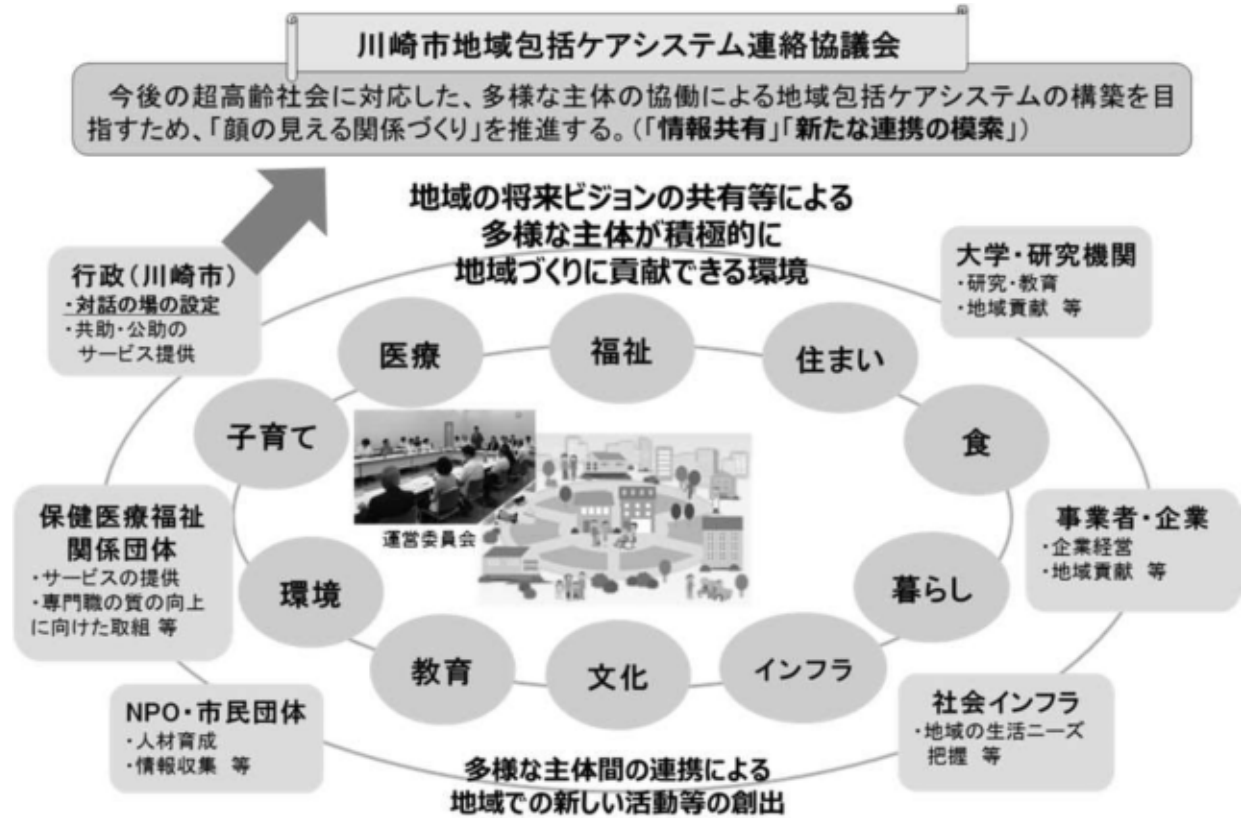 川崎市地域包括ケアシステム連絡協議会
今後の超高齢社会に対応した、多様な主体の協働による地域包括ケアシステムの構築を目
指すため、「顔の見える関係づくり」を推進する。(「情報共有」「新たな連携の模索」)
地域の将来ビジョンの共有等による
多様な主体が積極的に
地域づくりに貢献できる環境
行政(川崎市)
・対話の場の設定
・共助・公助の
サービス提供
大学・研究機関
・研究・教育
・地域貢献 等
医療
福祉
住まい
子育て
食
運営委員会
保健医療福祉
関係団体
・サービスの提供
・専門職の質の向上
に向けた取組 等
事業者・企業
・企業経営
・地域貢献 等
環境
暮らし
教育
文化
インフラ
NPO・市民団体
・人材育成
・情報収集 等
社会インフラ
・地域の生活ニーズ
把握 等
多様な主体間の連携による
地域での新しい活動等の創出